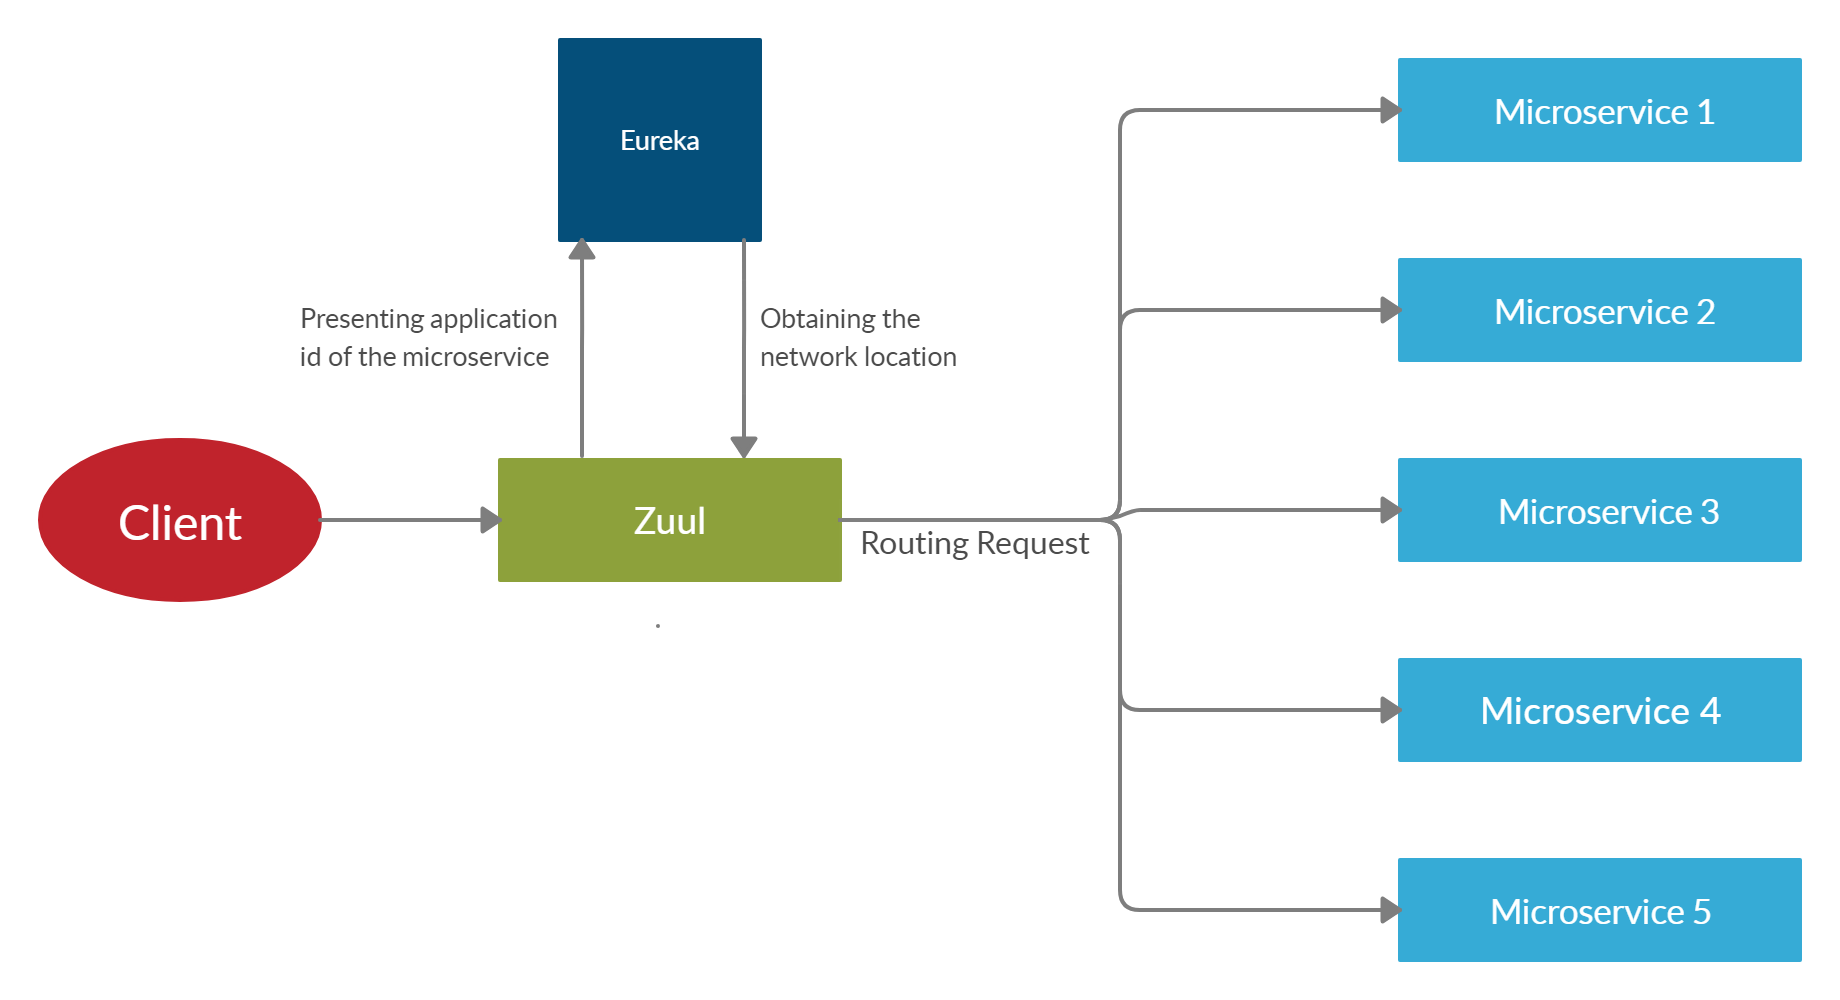 Eureka
Presenting application
id of the microservice
Obtaining the
network location
Client
Zuul
Routing Request
.
Microservice 1
Microservice 2
Microservice 3
Microservice 4
Microservice 5